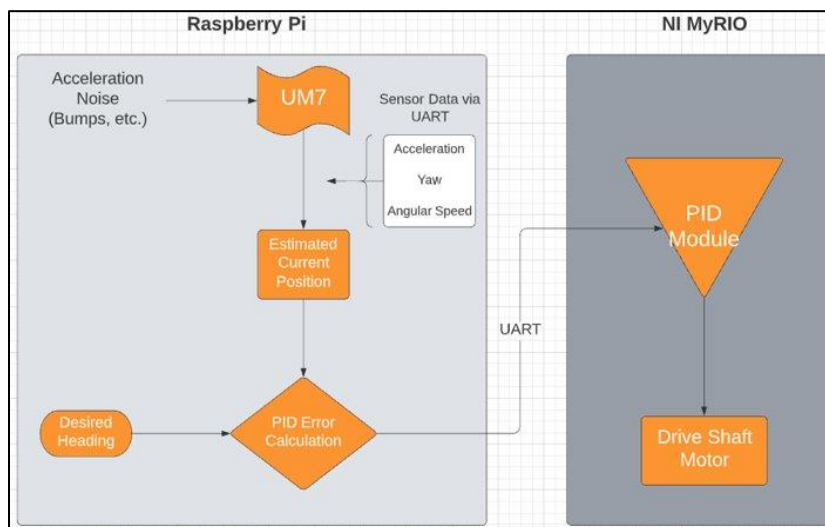 Raspberry Pi
NI MyRIO
Acceleration
Noise
(Bumps, etc.)
UM7
Sensor Data via
UART
Acceleration
Yaw
Angular Speed
Estimated
Current
Position
PID
Module
UART
Desired
Heading
PID Error
Calculation
Drive Shaft
Motor